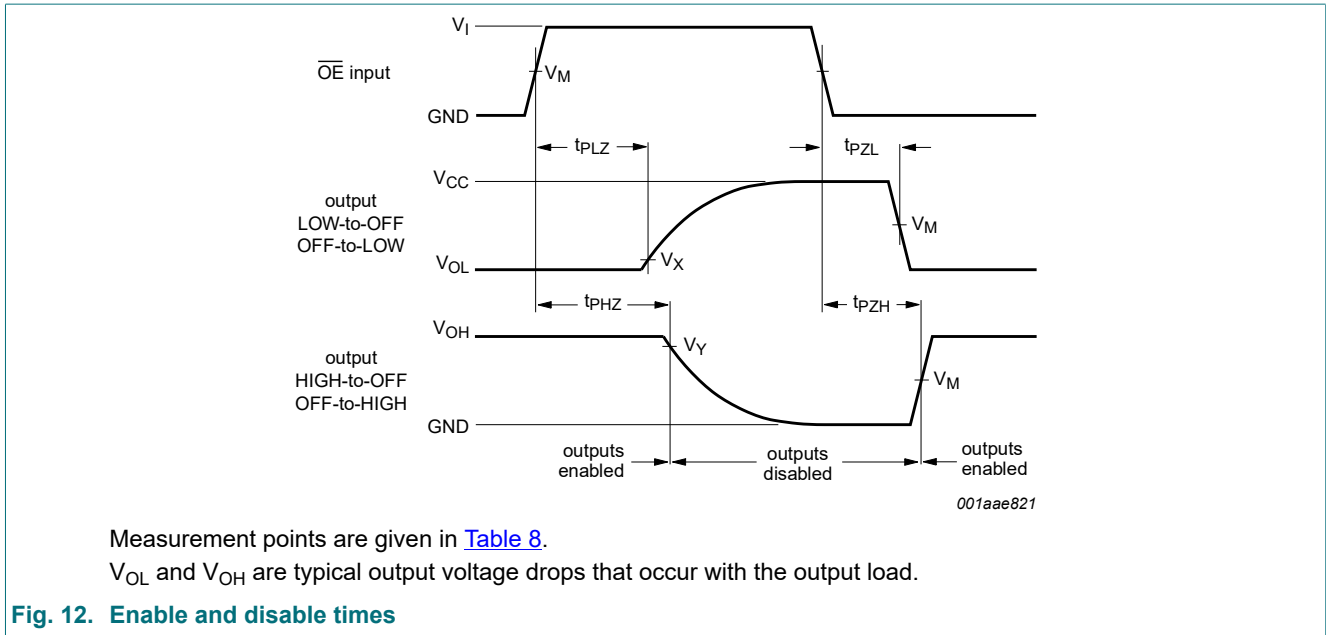 V_I
OE input
V_M
GND
t_PLZ
t_PZL
V_CC
output
LOW-to-OFF
OFF-to-LOW
V_M
V_OL
V_X
t_PHZ
t_PZH
V_OH
V_Y
output
HIGH-to-OFF
OFF-to-HIGH
V_M
GND
outputs
enabled
outputs
disabled
outputs
enabled
001aae821
Measurement points are given in Table 8.
V_OL and V_OH are typical output voltage drops that occur with the output load.
Fig. 12. Enable and disable times